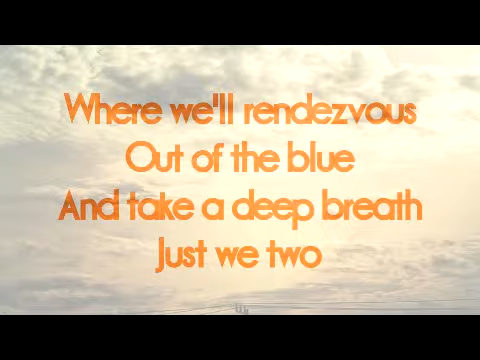 Where we'll rendezvous
Out of the blue
And take a deep breath
Just we two